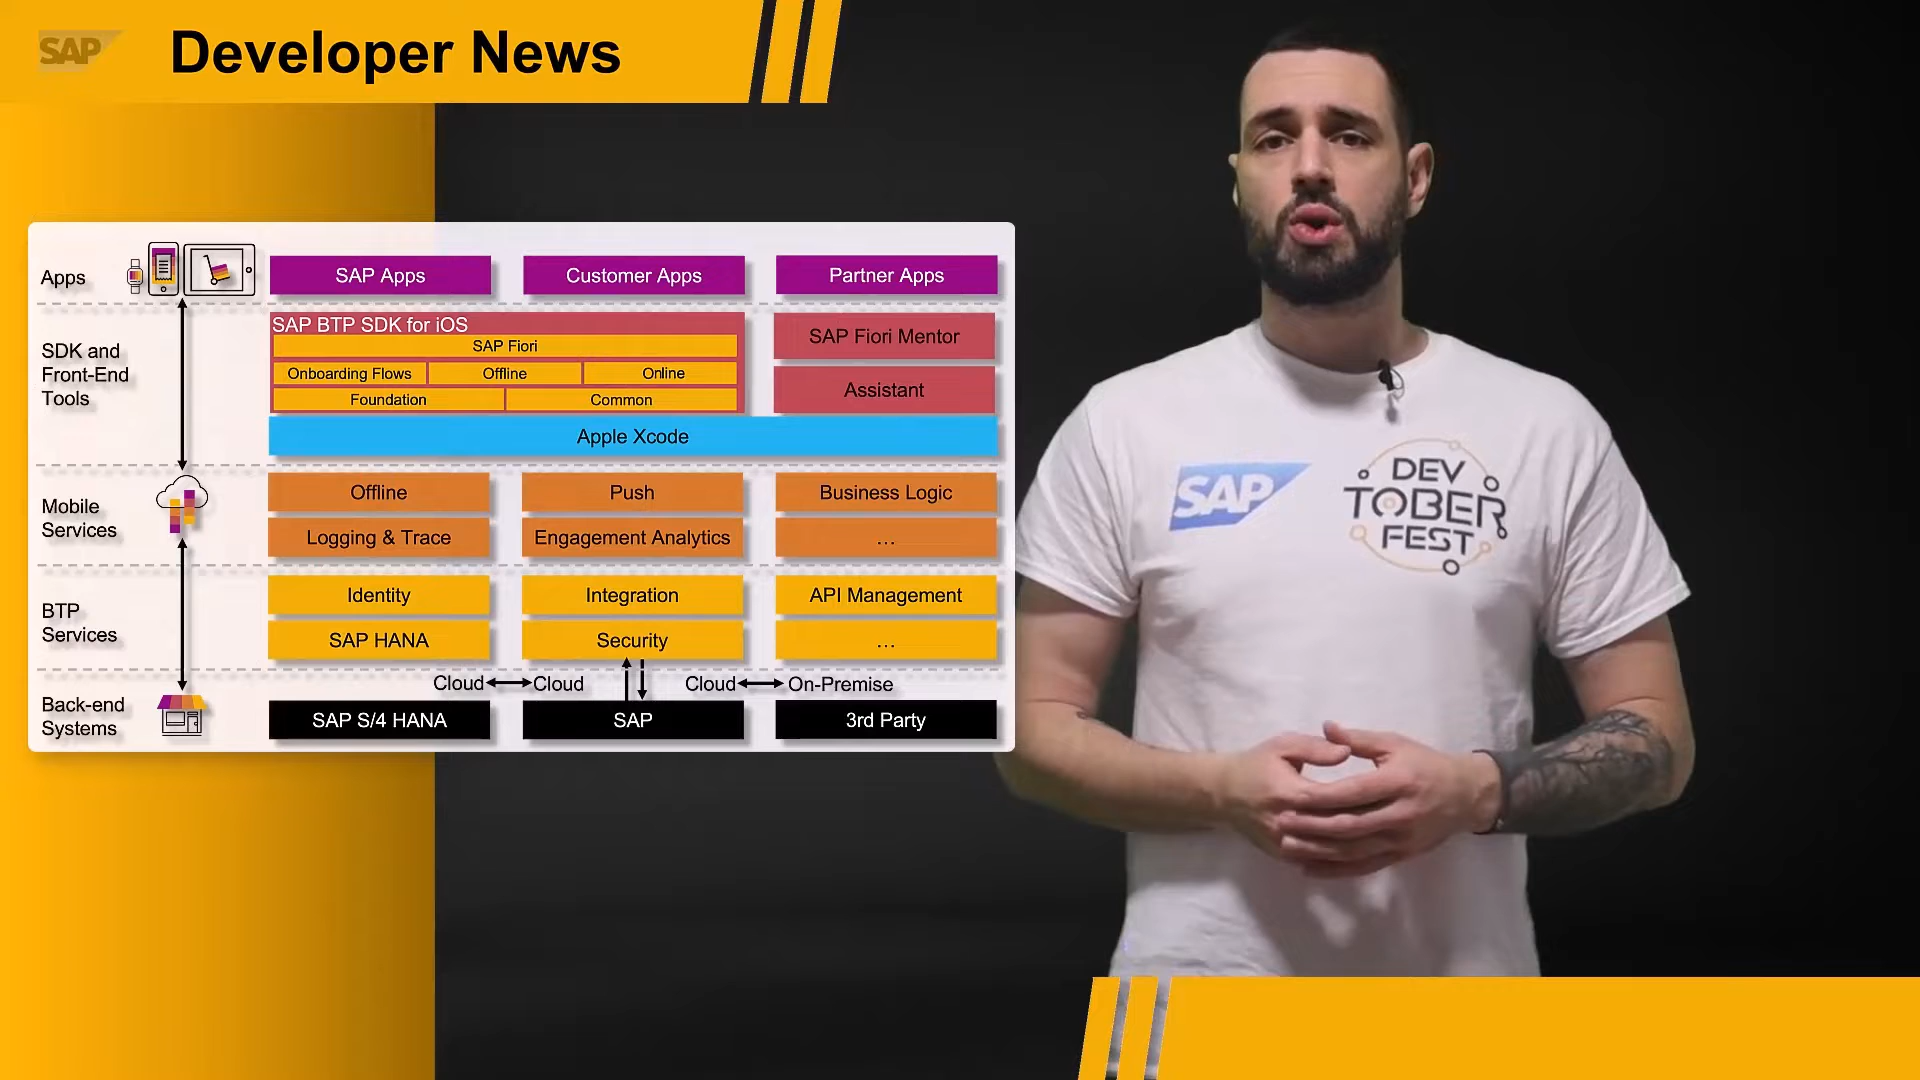 SAP Developer News
Apps
SAP Apps
Customer Apps
Partner Apps
SDK and
Front-End
Tools
SAP BTP SDK for iOS
SAP Fiori
Onboarding Flows
Offline
Online
Foundation
Common
SAP Fiori Mentor
Assistant
Apple Xcode
Mobile
Services
Offline
Push
Business Logic
Logging & Trace
Engagement Analytics
...
BTP
Services
Identity
Integration
API Management
SAP HANA
Security
...
Cloud
Cloud
Cloud
On-Premise
Back-end
Systems
SAP S/4 HANA
SAP
3rd Party
SAP
DEV
TOBER
FEST